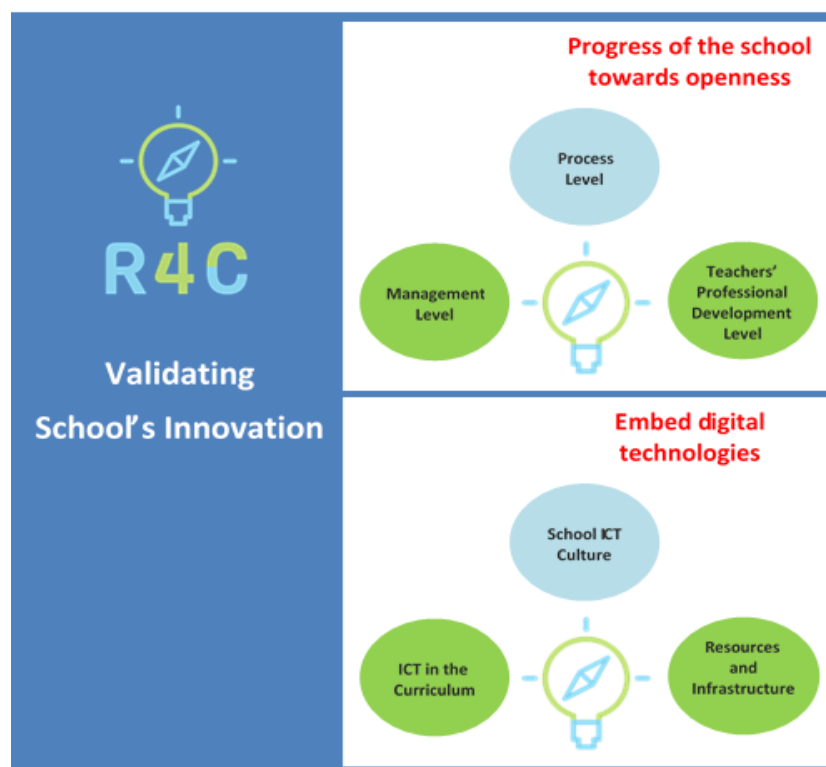 R4C
Validating
School's Innovation
Progress of the school
towards openness
Process
Level
Management
Level
Teachers'
Professional
Development
Level
Embed digital
technologies
School ICT
Culture
ICT in the
Curriculum
Resources
and
Infrastructure